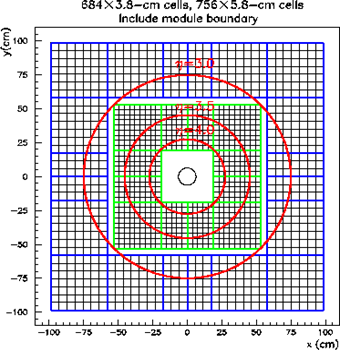 684×3.8-cm cells, 756×5.8-cm cells
Include module boundary
y(cm)
100
75
50
25
0
-25
-50
-75
-100
η=3.0
η=3.5
η=4.0
-100 -75 -50 -25 0 25 50 75 100
x (cm)